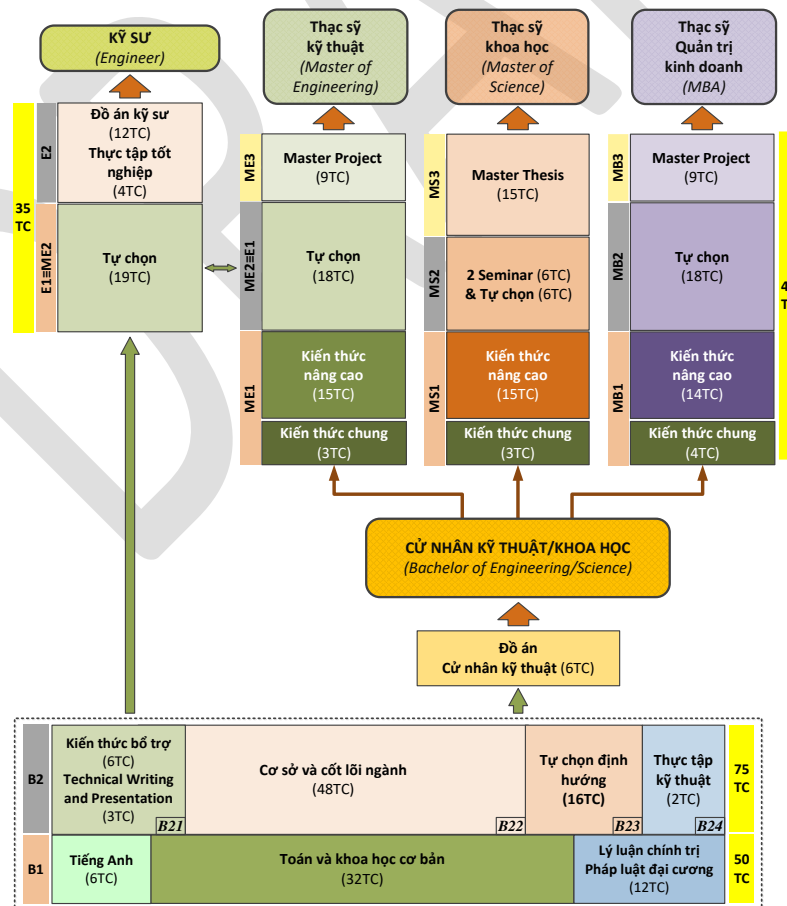 KỸ SƯ
(Engineer)
Thạc sỹ
kỹ thuật
(Master of
Engineering)
Thạc sỹ
khoa học
(Master of
Science)
Thạc sỹ
Quản trị
kinh doanh
(MBA)
35
TC
E2
E1≡ME2
Đồ án kỹ sư
(12TC)
Thực tập tốt
nghiệp
(4TC)
Tự chọn
(19TC)
ME3
ME2≡E1
ME1
Master Project
(9TC)
Tự chọn
(18TC)
Kiến thức
nâng cao
(15TC)
Kiến thức chung
(3TC)
MS3
MS2
MS1
Master Thesis
(15TC)
2 Seminar (6TC)
& Tự chọn (6TC)
Kiến thức
nâng cao
(15TC)
Kiến thức chung
(3TC)
MB3
MB2
MB1
Master Project
(9TC)
Tự chọn
(18TC)
Kiến thức
nâng cao
(14TC)
Kiến thức chung
(4TC)
CỬ NHÂN KỸ THUẬT/KHOA HỌC
(Bachelor of Engineering/Science)
Đồ án
Cử nhân kỹ thuật (6TC)
B2
Kiến thức bổ trợ
(6TC)
Technical Writing
and Presentation
(3TC)
B21
Cơ sở và cốt lõi ngành
(48TC)
B22
Tự chọn định
hướng
(16TC)
B23
Thực tập
kỹ thuật
(2TC)
B24
75
TC
B1
Tiếng Anh
(6TC)
Toán và khoa học cơ bản
(32TC)
Lý luận chính trị
Pháp luật đại cương
(12TC)
50
TC